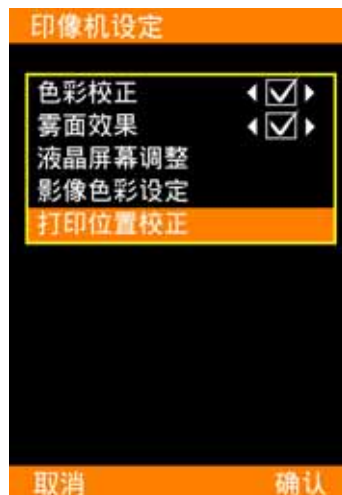 印像机设定
色彩校正
雾面效果
液晶屏幕调整
影像色彩设定
打印位置校正
取消 确认